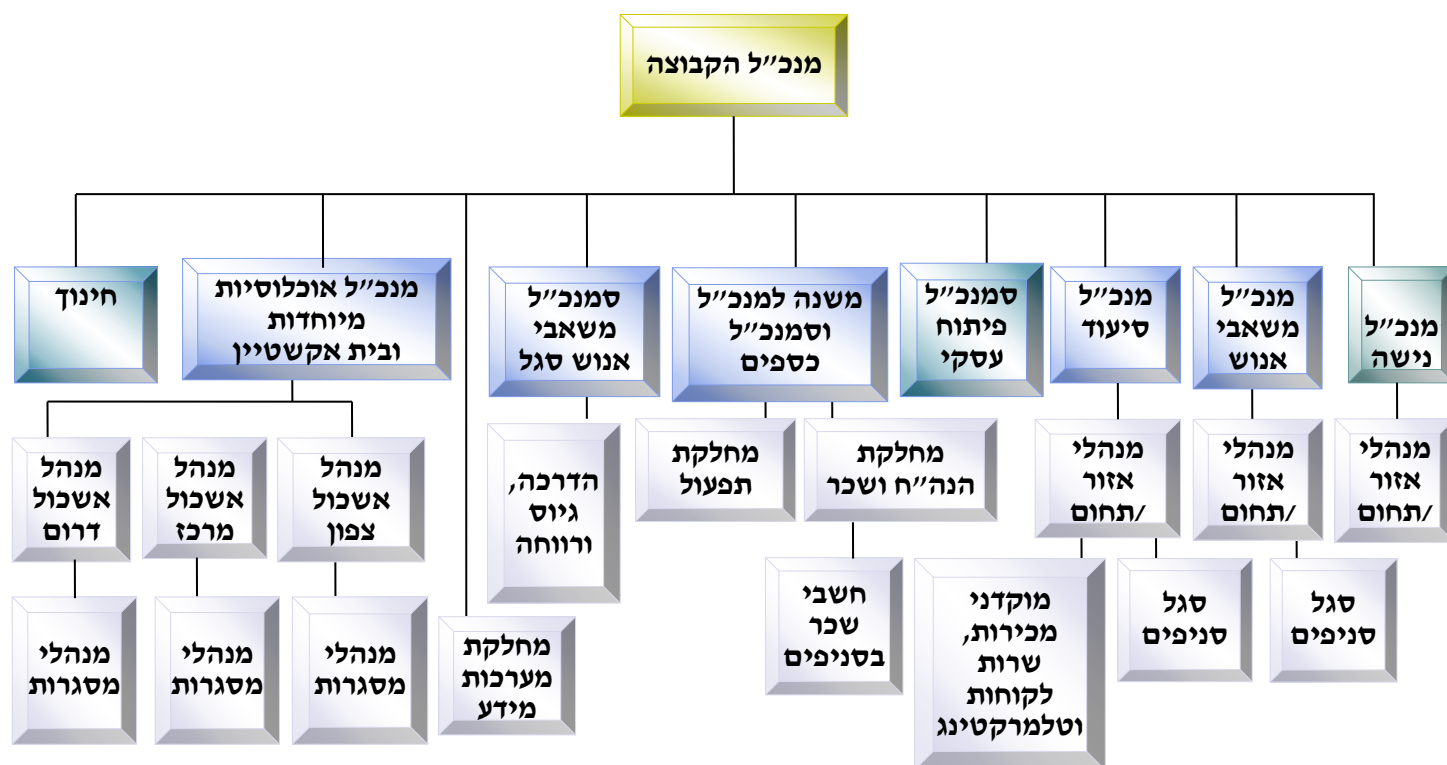 מנכ״ל הקבוצה
מנכ״ל
נישה
מנכ״ל
משאבי
אנוש
מנכ״ל
סיעוד
סמנכ״ל
פיתוח
עסקי
משנה למנכ״ל
וסמנכ״ל
כספים
סמנכ״ל
משאבי
אנוש סגל
מנכ״ל אוכלוסיות
מיוחדות
ובית אקשטיין
חינוך
מנהלי
אזור
/תחום
מנהלי
אזור
/תחום
מנהלי
אזור
/תחום
מחלקת
הנה״ח ושכר
מחלקת
תפעול
הדרכה,
גיוס
ורווחה
מנהל
אשכול
צפון
מנהל
אשכול
מרכז
מנהל
אשכול
דרום
סגל
סניפים
סגל
סניפים
מוקדני
מכירות,
שרות
לקוחות
וטלמרקטינג
חשבי
שכר
בסניפים
מחלקת
מערכות
מידע
מנהלי
מסגרות
מנהלי
מסגרות
מנהלי
מסגרות